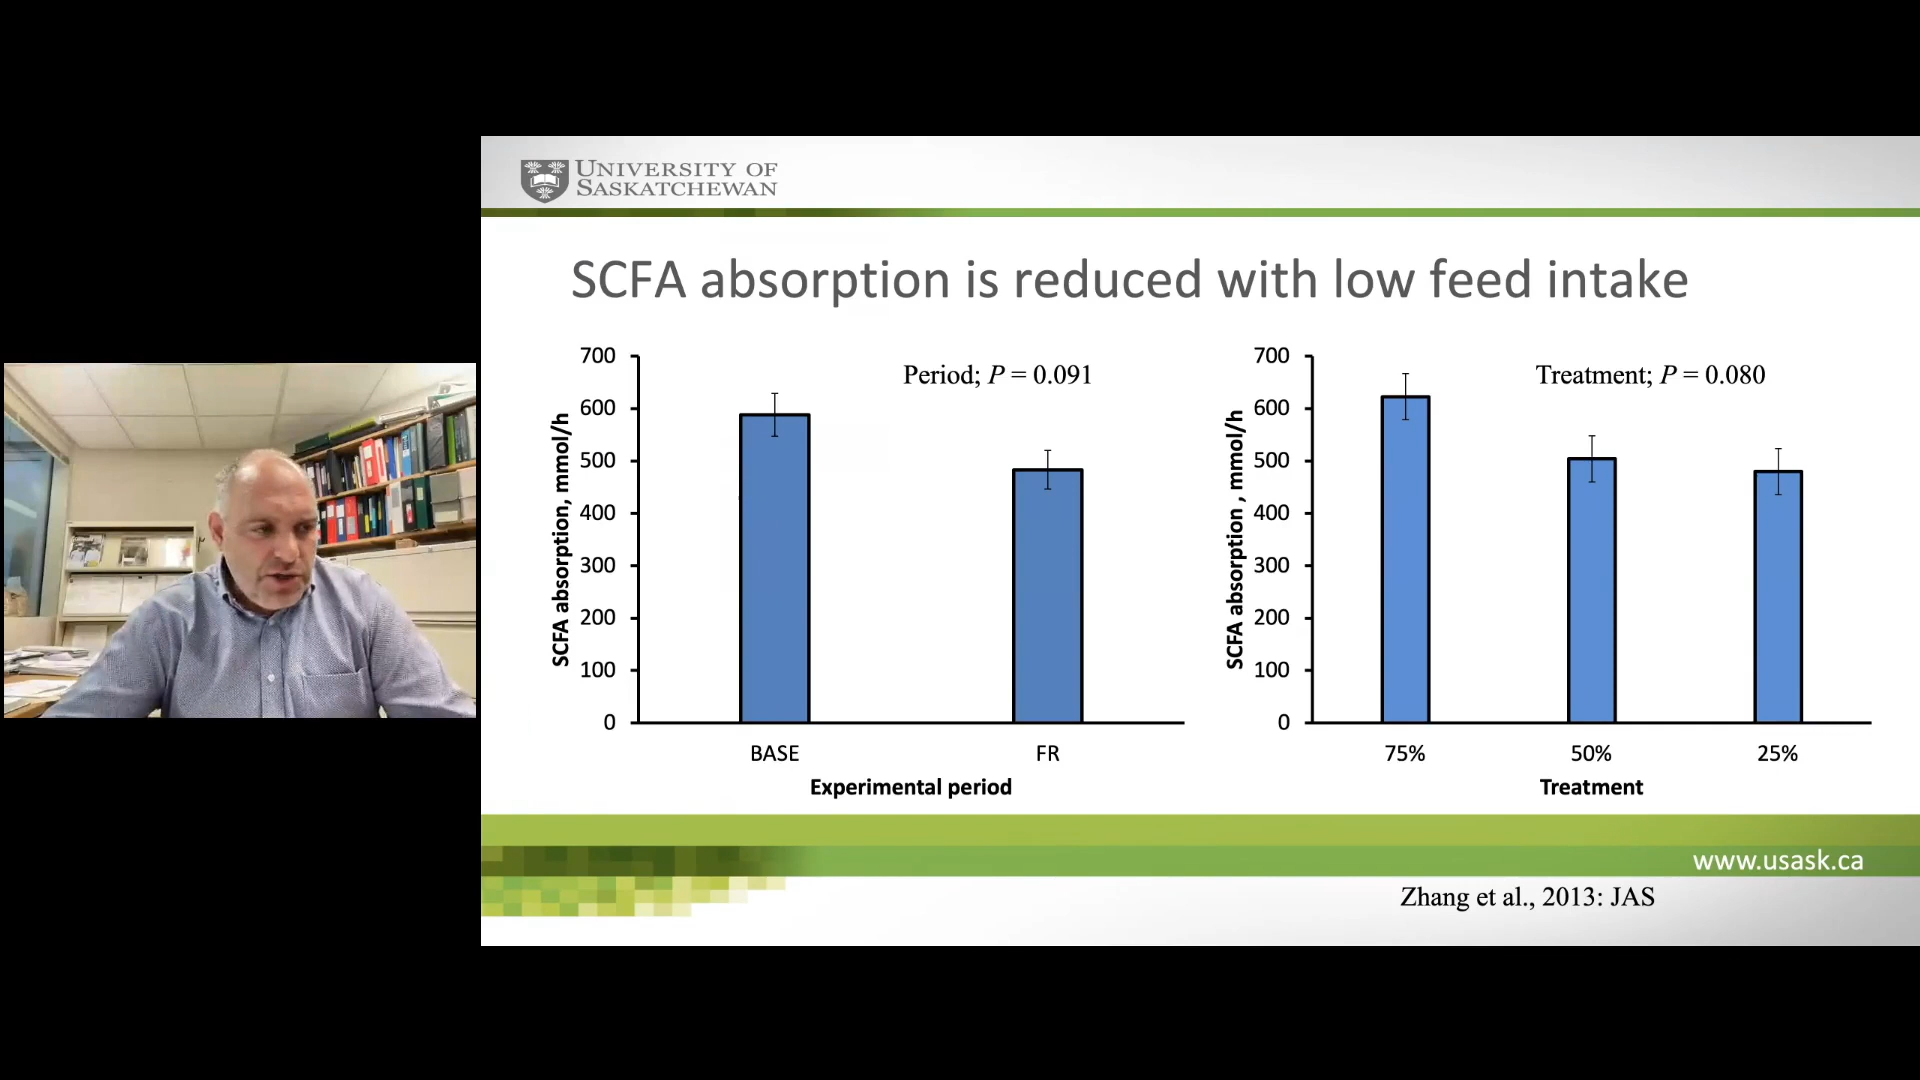 UNIVERSITY OF
SASKATCHEWAN
SCFA absorption is reduced with low feed intake
SCFA absorption, mmol/h
700
600
500
400
300
200
100
0
Period; P = 0.091
BASE
FR
Experimental period
SCFA absorption , mmol/h
700
600
500
400
300
200
100
0
Treatment; P = 0.080
75%
50%
25%
Treatment
www.usask.ca
Zhang et al., 2013: JAS